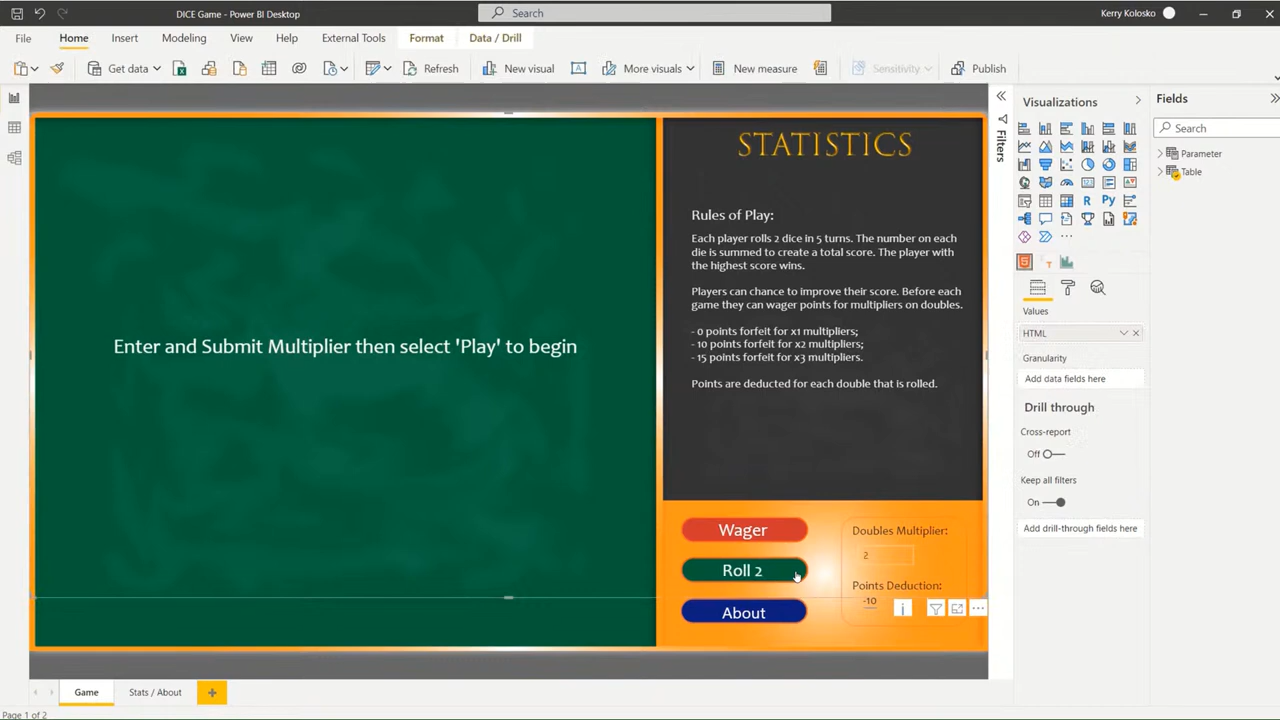 DICE Game - Power BI Desktop
Search
Kerry Kolosko
File
Home
Insert
Modeling
View
Help
External Tools
Format
Data / Drill
Get data
Refresh
New visual
More visuals
New measure
Sensitivity
Publish
STATISTICS
Rules of Play:
Each player rolls 2 dice in 5 turns. The number on each
die is summed to create a total score. The player with
the highest score wins.
Players can chance to improve their score. Before each
game they can wager points for multipliers on doubles.
- 0 points forfeit for x1 multipliers;
- 10 points forfeit for x2 multipliers;
- 15 points forfeit for x3 multipliers.
Points are deducted for each double that is rolled.
Enter and Submit Multiplier then select 'Play' to begin
Wager
Roll 2
About
Doubles Multiplier:
2
Points Deduction:
-10
Filters
Visualizations
R
Py
5
Values
HTML
Granularity
Add data fields here
Drill through
Cross-report
Off
Keep all filters
On
Add drill-through fields here
Fields
Search
Parameter
Table
Game
Stats / About
Page 1 of 2